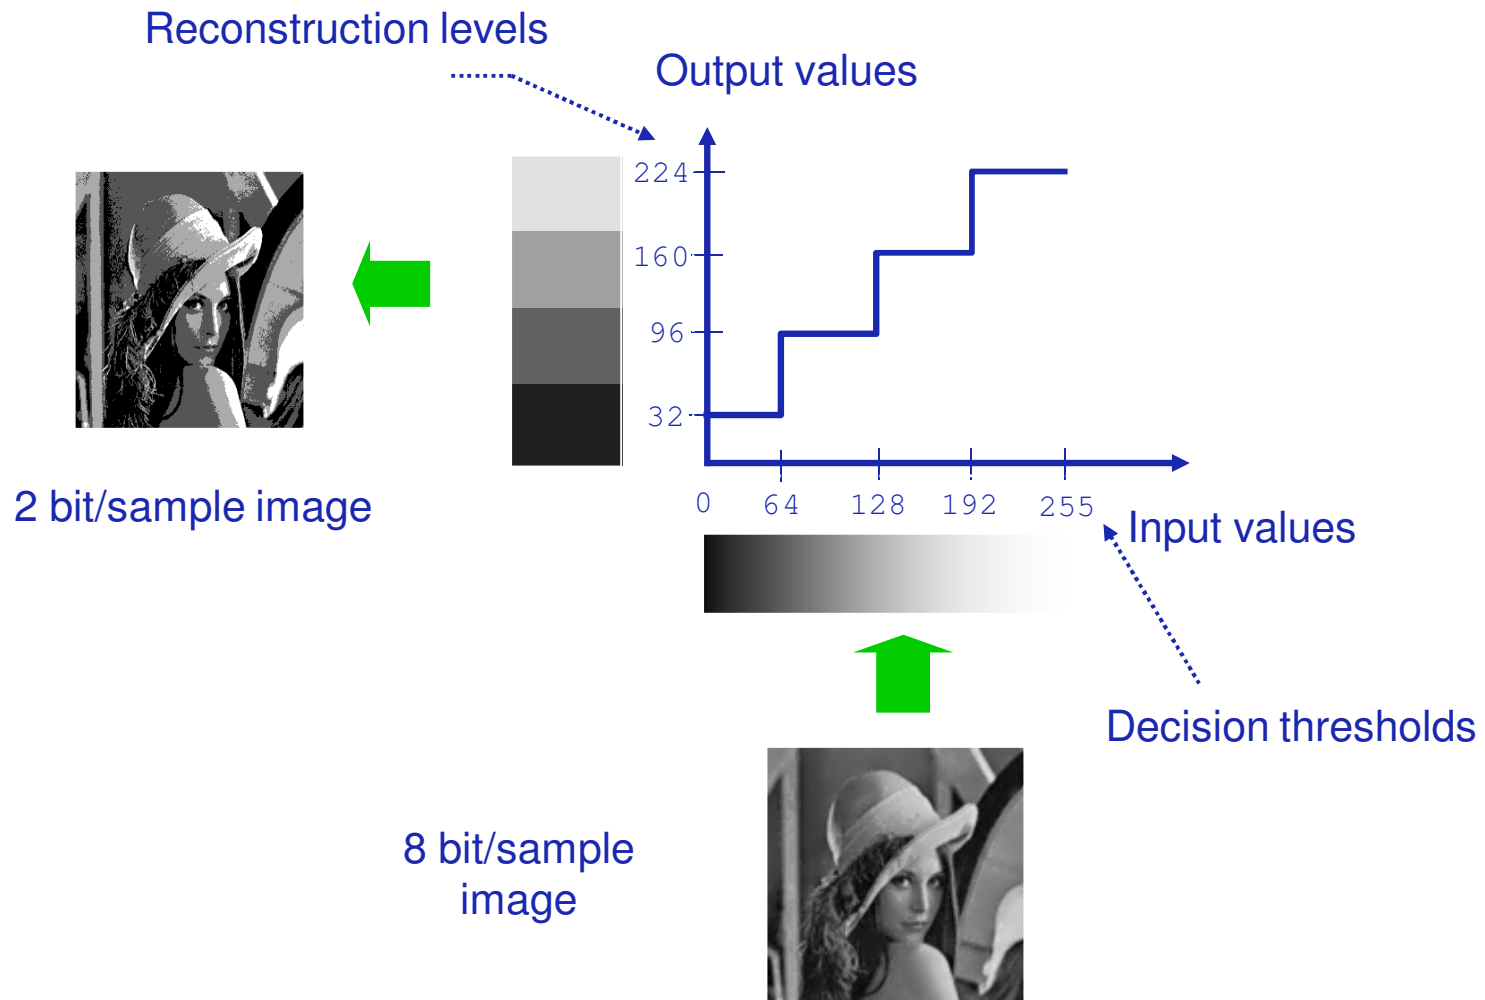 Reconstruction levels
Output values
224
160
96
32
0 64 128 192 255
Input values
2 bit/sample image
Decision thresholds
8 bit/sample
image